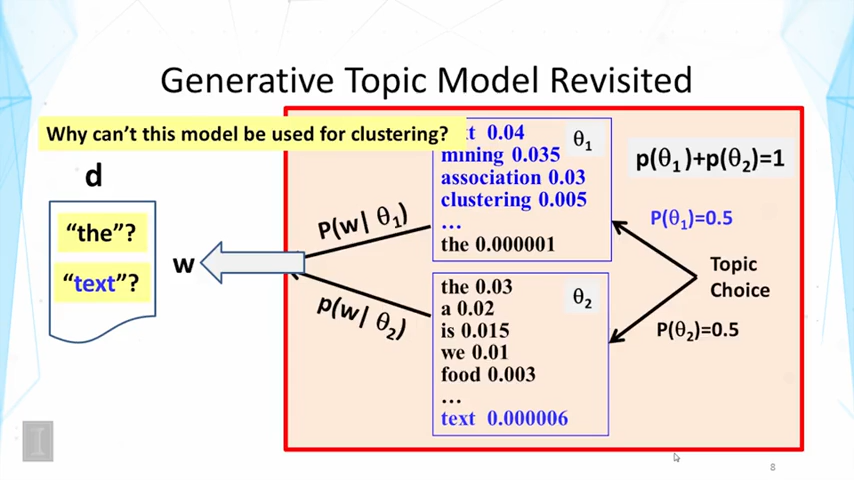 Generative Topic Model Revisited
Why can't this model be used for clustering?
d
"the"?
"text"?
w
P(w| θ1)
p(w| θ2)
θ1
xt 0.04
mining 0.035
association 0.03
clustering 0.005
...
the 0.000001
θ2
the 0.03
a 0.02
is 0.015
we 0.01
food 0.003
...
text 0.000006
p(θ1)+p(θ2)=1
P(θ1)=0.5
Topic
Choice
P(θ2)=0.5
I
8